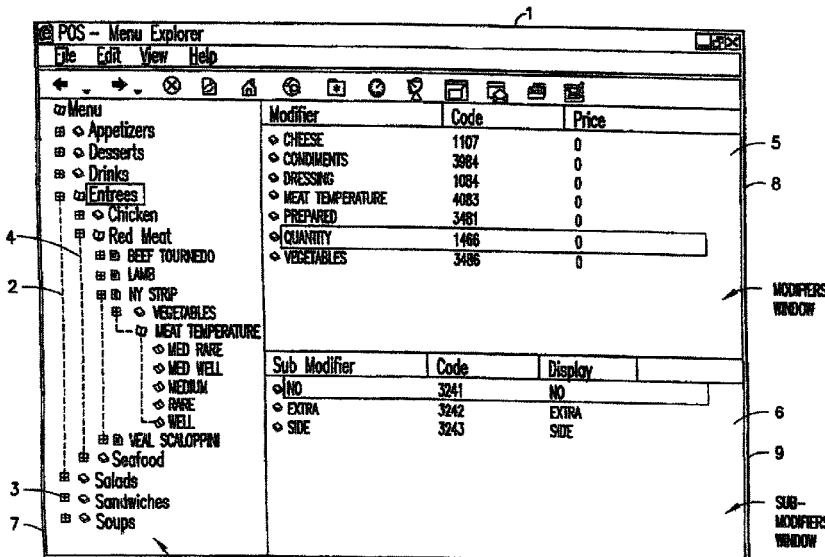 1
POS - Menu Explorer
File Edit View Help
Menu
Appetizers
Desserts
Drinks
Entrees
Chicken
Red Meat
BEEF TOURNEDO
LAMB
NY STRIP
VEGETABLES
MEAT TEMPERATURE
MED RARE
MED WELL
MEDIUM
RARE
WELL
VEAL SCALOPPINI
Seafood
Salads
Sandwiches
Soups
4
2
3
7
Modifier Code Price
CHEESE 1107 0
CONDIMENTS 3984 0
DRESSING 1084 0
MEAT TEMPERATURE 4083 0
PREPARED 3481 0
QUANTITY 1466 0
VEGETABLES 3486 0
5
8
MODIFIERS
WINDOW
Sub Modifier Code Display
NO 3241 NO
EXTRA 3242 EXTRA
SIDE 3243 SIDE
6
9
SUB-
MODIFIERS
WINDOW